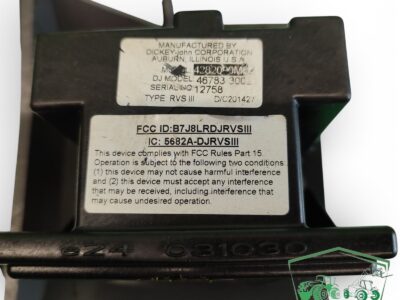 MANUFACTURED BY
DICKEY-john CORPORATION
AUBURN, ILLINOIS U.S.A.
DJ MODEL 46783
SERIAL NO 12758
TYPE RVS III DIC201427
FCC ID:B7J8LRDJRVSIII
IC: 5682A-DJRVSIII
This device complies with FCC Rules Part 15.
Operation is subject to the following two conditions
(1) this device may not cause harmful interference
and (2) this device must accept any interference
that may be received, including interference that
may cause undesired operation.